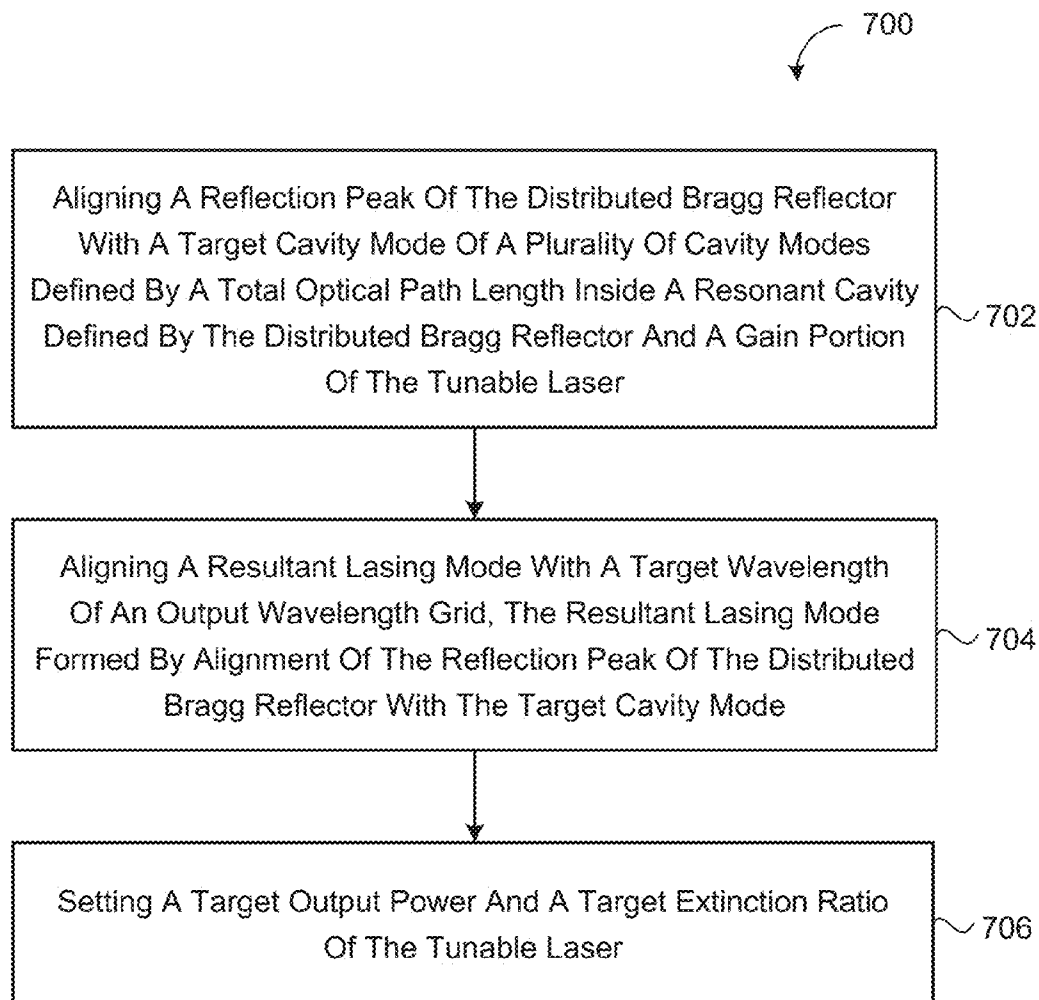 700
Aligning A Reflection Peak Of The Distributed Bragg Reflector
With A Target Cavity Mode Of A Plurality Of Cavity Modes
Defined By A Total Optical Path Length Inside A Resonant Cavity
Defined By The Distributed Bragg Reflector And A Gain Portion
Of The Tunable Laser
702
Aligning A Resultant Lasing Mode With A Target Wavelength
Of An Output Wavelength Grid, The Resultant Lasing Mode
Formed By Alignment Of The Reflection Peak Of The Distributed
Bragg Reflector With The Target Cavity Mode
704
Setting A Target Output Power And A Target Extinction Ratio
Of The Tunable Laser
706